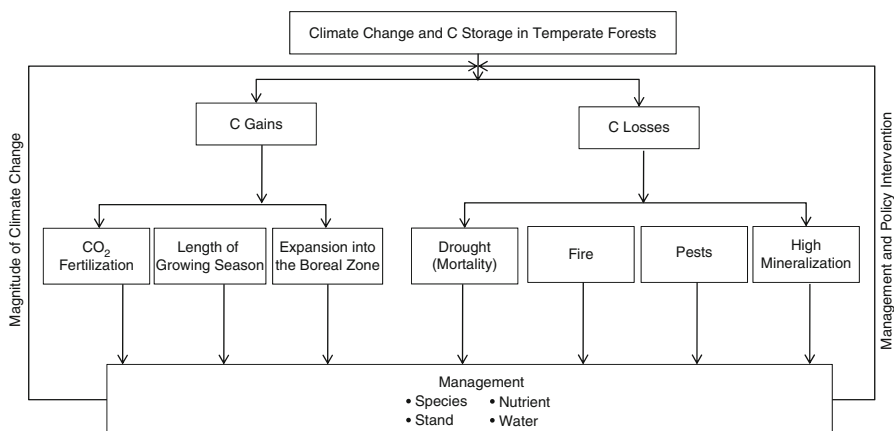 Climate Change and C Storage in Temperate Forests
Magnitude of Climate Change
Management and Policy Intervention
C Gains
C Losses
CO₂
Fertilization
Length of
Growing Season
Expansion into
the Boreal Zone
Drought
(Mortality)
Fire
Pests
High
Mineralization
Management
• Species • Nutrient
• Stand • Water